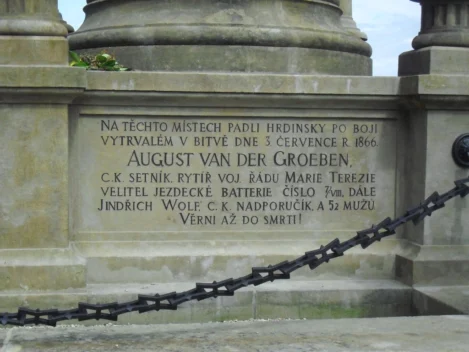 Na těchto místech padli hrdinsky po boji
vytrvalém v bitvě dne 3 července r. 1866.
August van der Groeben.
c.k. setník, rytíř voj. řádu Marie Terezie
velitel jezdecké batterie číslo 7/VIII, dále
Jindřich Wolf, c. k. nadporučík, a 52 mužů
Věrni až do smrti!